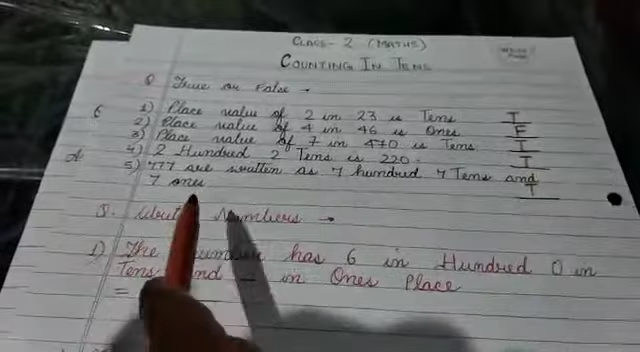 CLASS- 2 (MATHS)
COUNTING IN TENS
Q True or False →
6 1) Place value of 2 in 23 is Tens T
2) Place value of 4 in 46 is Ones F
3) Place value of 7 in 470 is Tens T
4) 2 Hundred 2 Tens is 220. T
5) 777 are written as 7 hundred 7 Tens and T
7 ones
Numbers →
1) The has 6 in Hundred 0 in
Tens in Ones Place
=